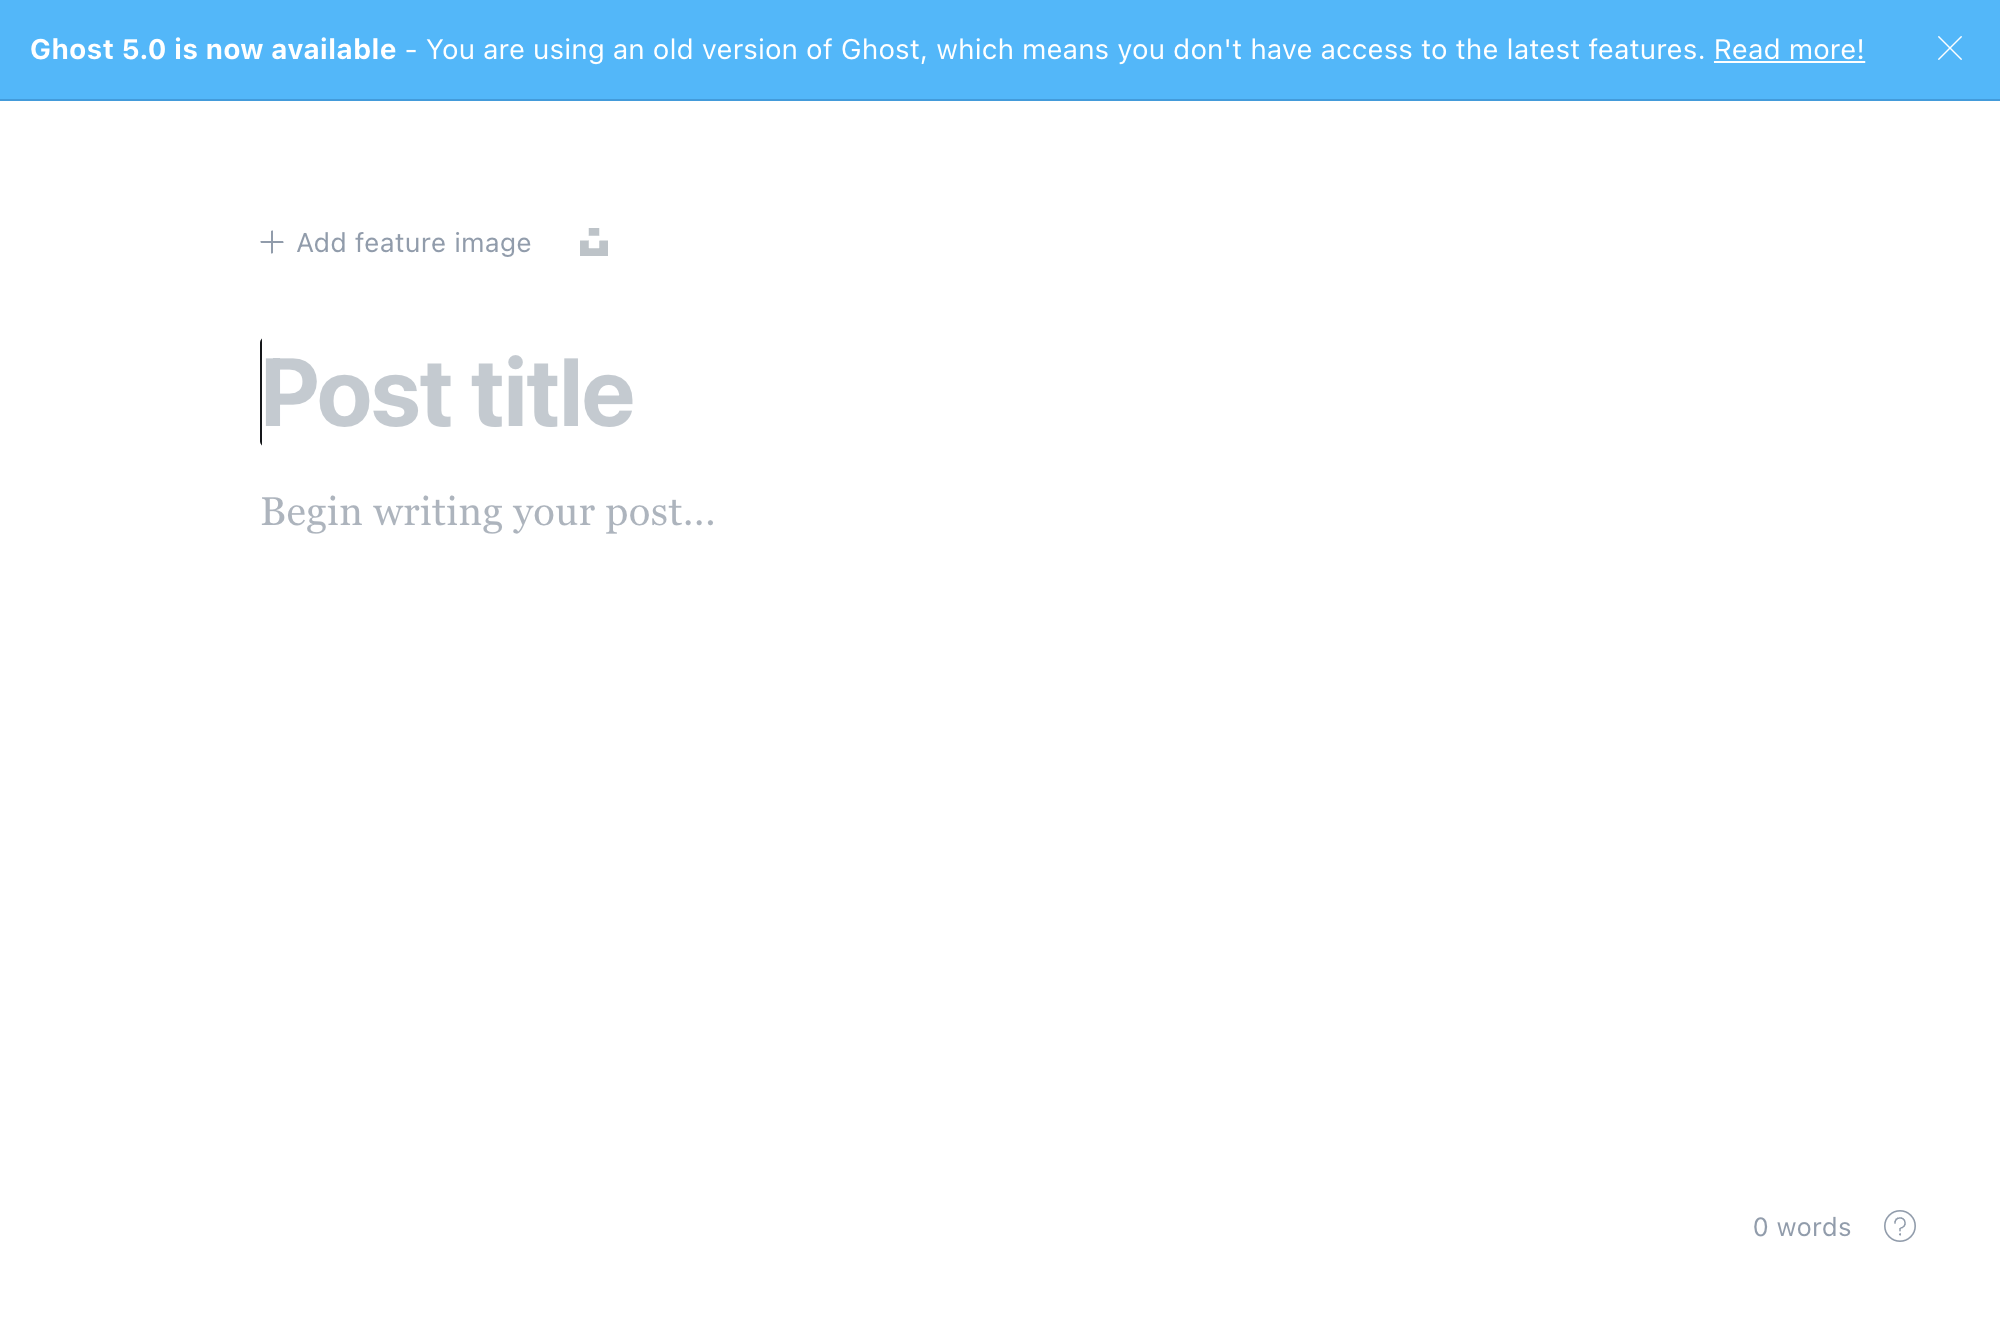 Ghost 5.0 is now available - You are using an old version of Ghost, which means you don't have access to the latest features. Read more!
Add feature image
Post title
Begin writing your post...
0 words
?